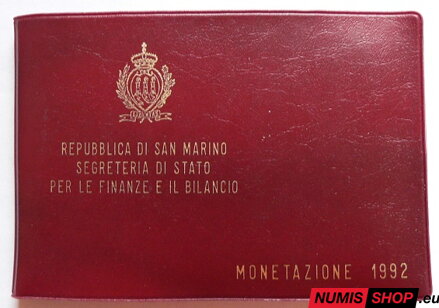 REPUBBLICA DI SAN MARINO
SEGRETERIA DI STATO
PER LE FINANZE E IL BILANCIO
MONETAZIONE 1992
NUMIS SHOP.eu